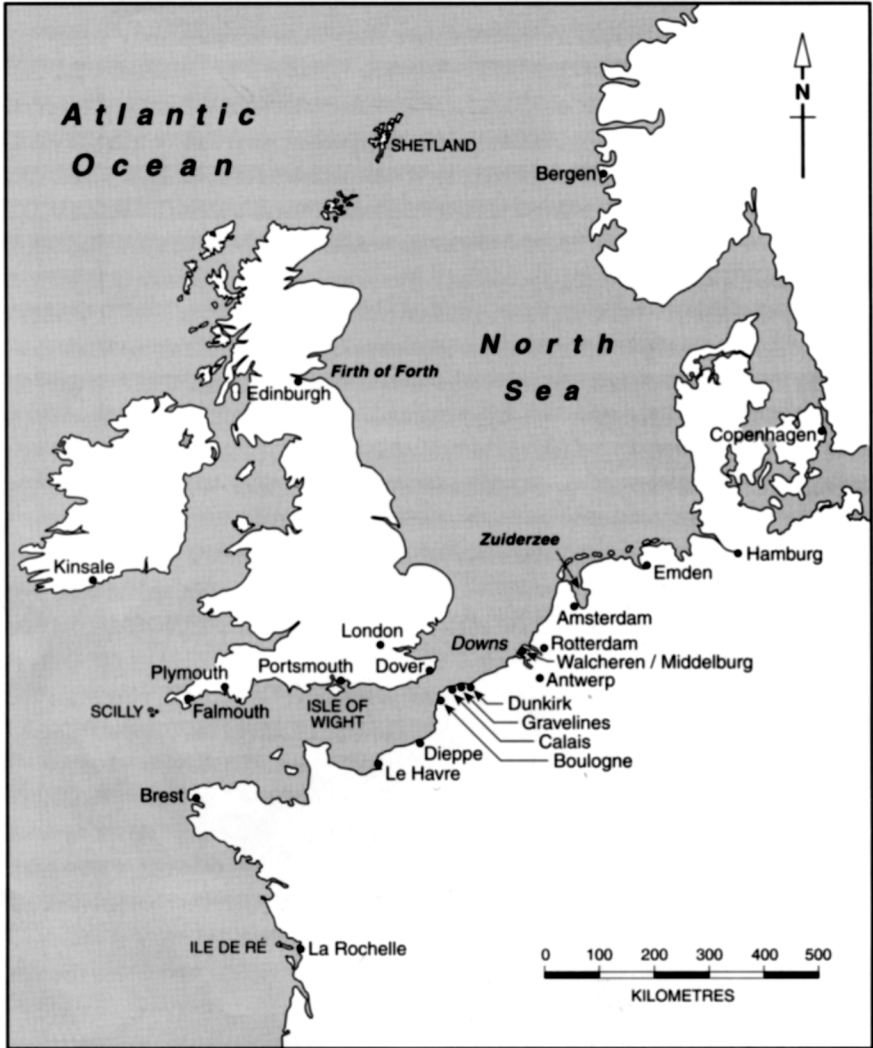 Atlantic
Ocean
N
SHETLAND
Bergen
North
Sea
Firth of Forth
Edinburgh
Copenhagen
Zuiderzee
Hamburg
Kinsale
Emden
Amsterdam
London
Downs
Rotterdam
Plymouth
Portsmouth
Dover
Walcheren / Middelburg
Antwerp
SCILLY
Falmouth
ISLE OF
WIGHT
Dunkirk
Gravelines
Calais
Dieppe
Boulogne
Le Havre
Brest
ILE DE RÉ
La Rochelle
0 100 200 300 400 500
KILOMETRES